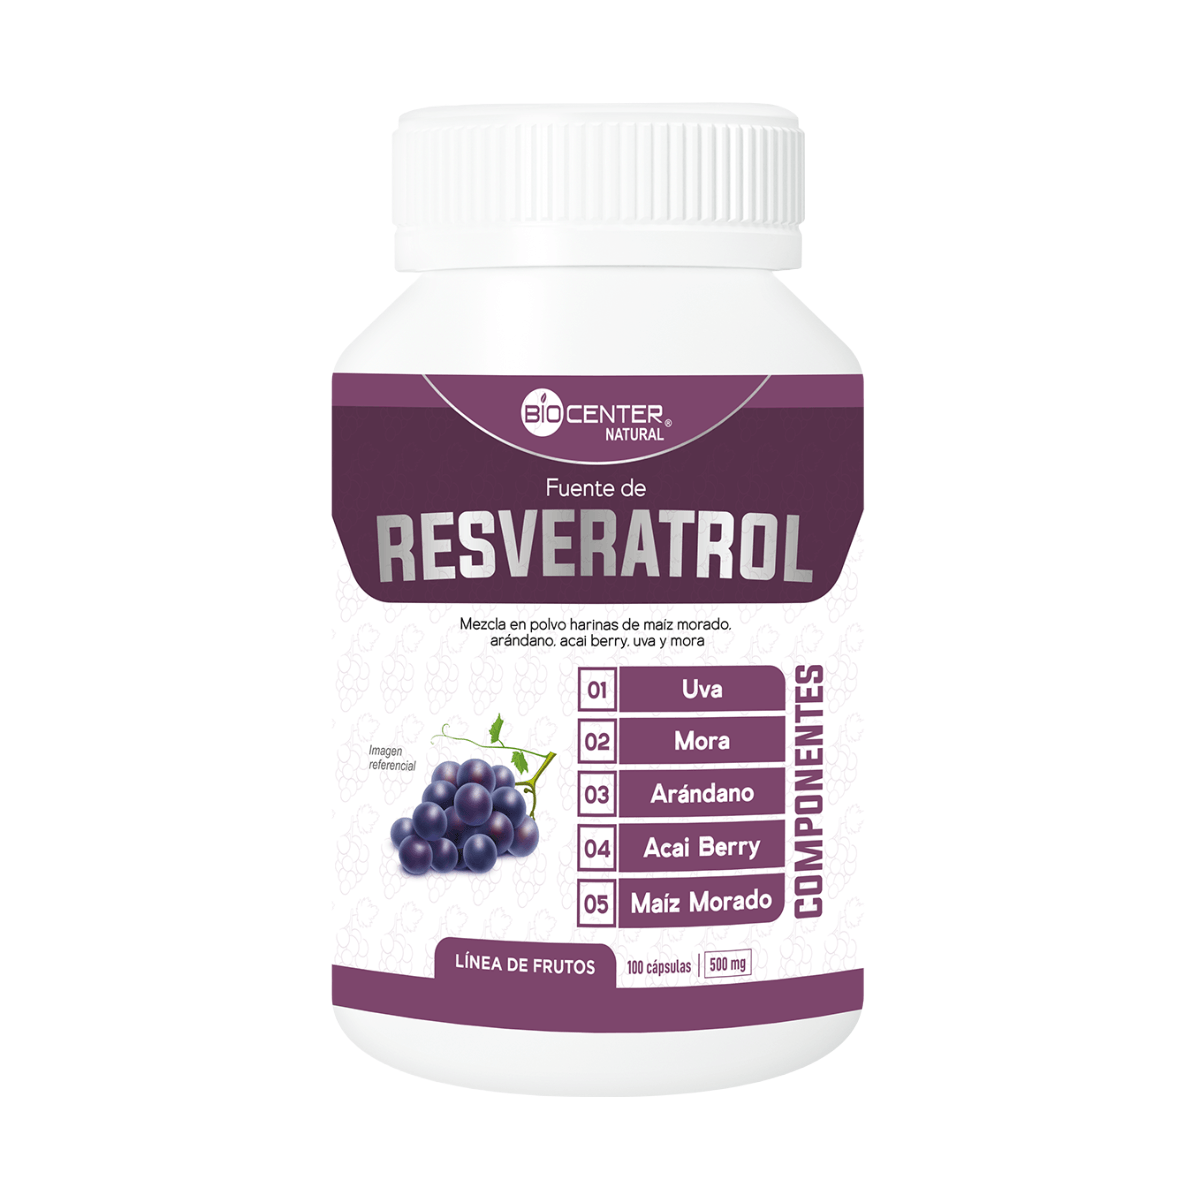 BIOCENTER®
NATURAL
Fuente de
RESVERATROL
Mezcla en polvo harinas de maíz morado,
arándano, acai berry, uva y mora
01 Uva
02 Mora
03 Arándano
04 Acai Berry
05 Maíz Morado
COMPONENTES
Imagen
referencial
LÍNEA DE FRUTOS
100 cápsulas | 500 mg